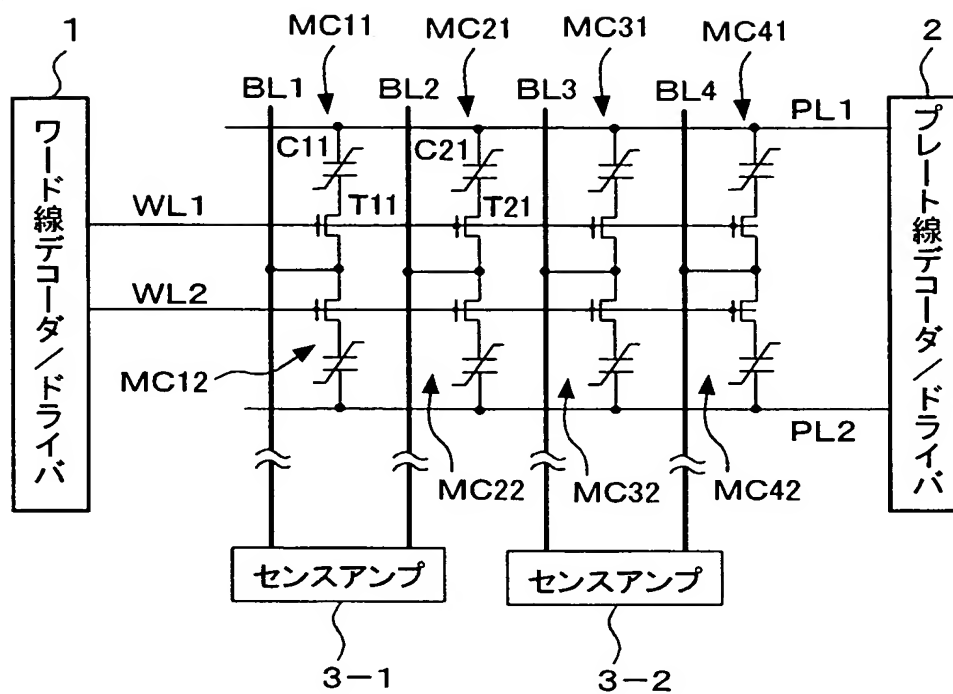 1
MC11
MC21
MC31
MC41
2
BL1
BL2
BL3
BL4
PL1
C11
C21
ワード線デコーダ/ドライバ
プレート線デコーダ/ドライバ
WL1
T11
T21
WL2
MC12
PL2
MC22
MC32
MC42
センスアンプ
センスアンプ
3-1
3-2